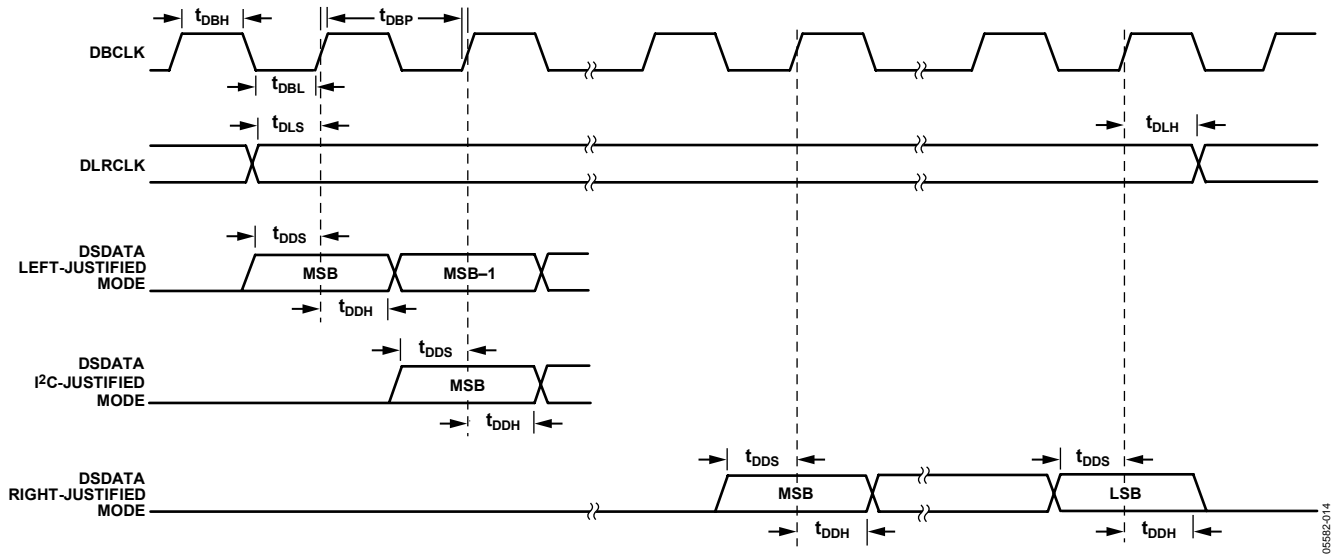 tDBH
tDBP
DBCLK
tDBL
tDLS
tDLH
DLRCLK
tDDS
DSDATA
LEFT-JUSTIFIED
MODE
MSB
MSB–1
tDDH
tDDS
DSDATA
I2C-JUSTIFIED
MODE
MSB
tDDH
tDDS
tDDS
DSDATA
RIGHT-JUSTIFIED
MODE
MSB
LSB
tDDH
tDDH
05582-014